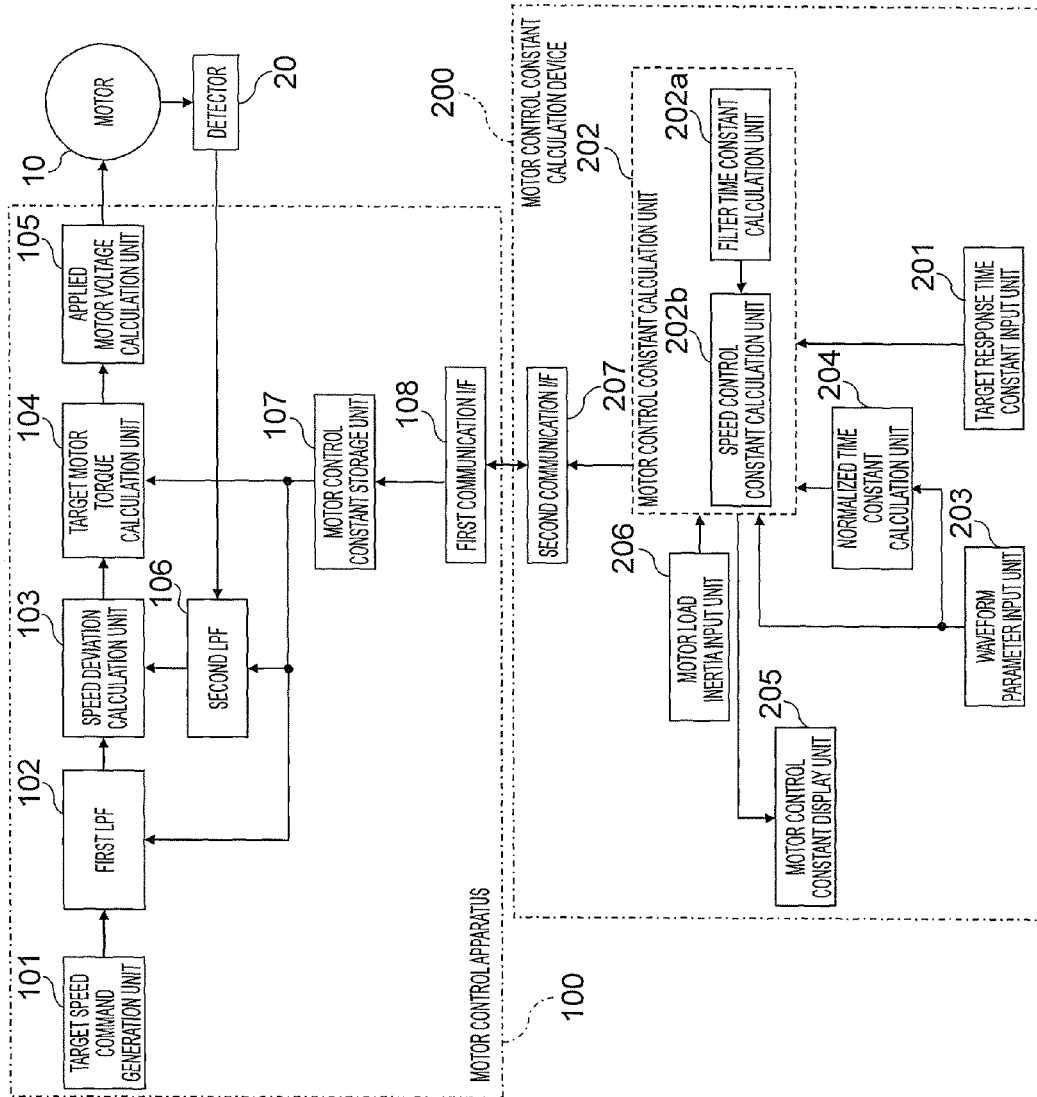 101
TARGET SPEED
COMMAND
GENERATION UNIT
102
FIRST LPF
103
SPEED DEVIATION
CALCULATION UNIT
104
TARGET MOTOR
TORQUE
CALCULATION UNIT
105
APPLIED
MOTOR VOLTAGE
CALCULATION UNIT
10
MOTOR
20
DETECTOR
106
SECOND LPF
107
MOTOR CONTROL
CONSTANT STORAGE UNIT
108
FIRST COMMUNICATION I/F
MOTOR CONTROL APPARATUS
100
200
MOTOR CONTROL CONSTANT
CALCULATION DEVICE
207
SECOND COMMUNICATION I/F
202
MOTOR CONTROL CONSTANT CALCULATION UNIT
202b
SPEED CONTROL
CONSTANT CALCULATION UNIT
202a
FILTER TIME CONSTANT
CALCULATION UNIT
206
MOTOR LOAD
INERTIA INPUT UNIT
205
MOTOR CONTROL
CONSTANT DISPLAY UNIT
204
NORMALIZED TIME
CONSTANT
CALCULATION UNIT
201
TARGET RESPONSE TIME
CONSTANT INPUT UNIT
203
WAVEFORM
PARAMETER INPUT UNIT